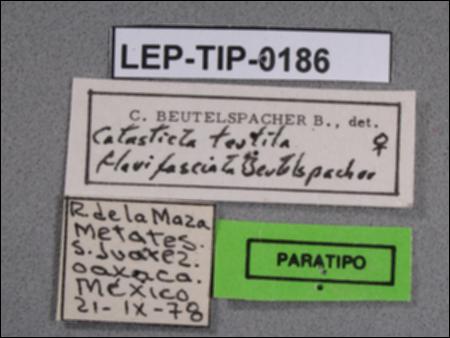 LEP-TIP-0186
C. BEUTELSPACHER B., det.
Catasticta teutila ♀
flavifasciata Beutelspacher
R. de la Maza
Metates.
S. Juarez.
Oaxaca.
México
21-IX-78
PARATIPO